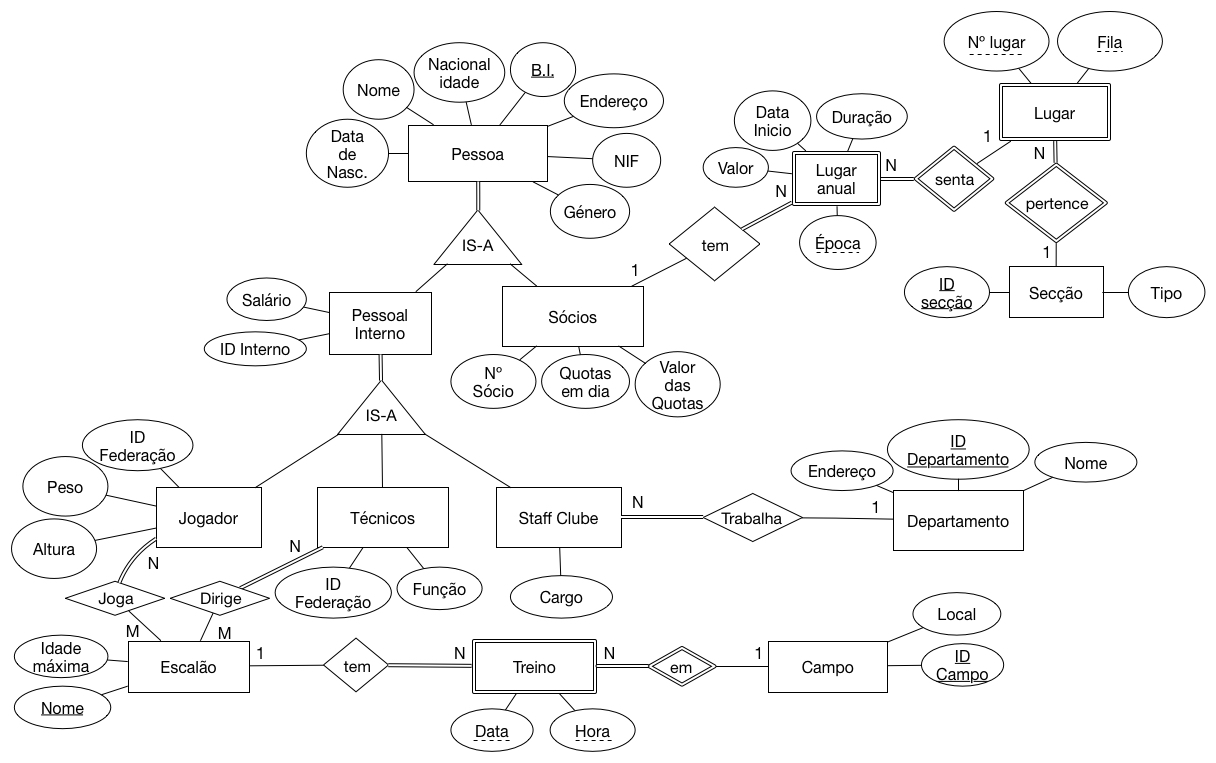 Nº lugar
Fila
Lugar
1
N
senta
pertence
1
Secção
ID
secção
Tipo
Data
Inicio
Duração
Valor
Lugar
anual
N
N
Época
tem
1
Nacional
idade
B.I.
Nome
Endereço
Data
de
Nasc.
Pessoa
NIF
Género
IS-A
Salário
ID Interno
Pessoal
Interno
Sócios
Nº
Sócio
Quotas
em dia
Valor
das
Quotas
IS-A
ID
Federação
Peso
Altura
Jogador
Técnicos
Staff Clube
N
Trabalha
1
Departamento
Endereço
ID
Departamento
Nome
N
N
Joga
Dirige
ID
Federação
Função
Cargo
M
M
Idade
máxima
Nome
Escalão
1
tem
N
Treino
N
em
1
Campo
Local
ID
Campo
Data
Hora